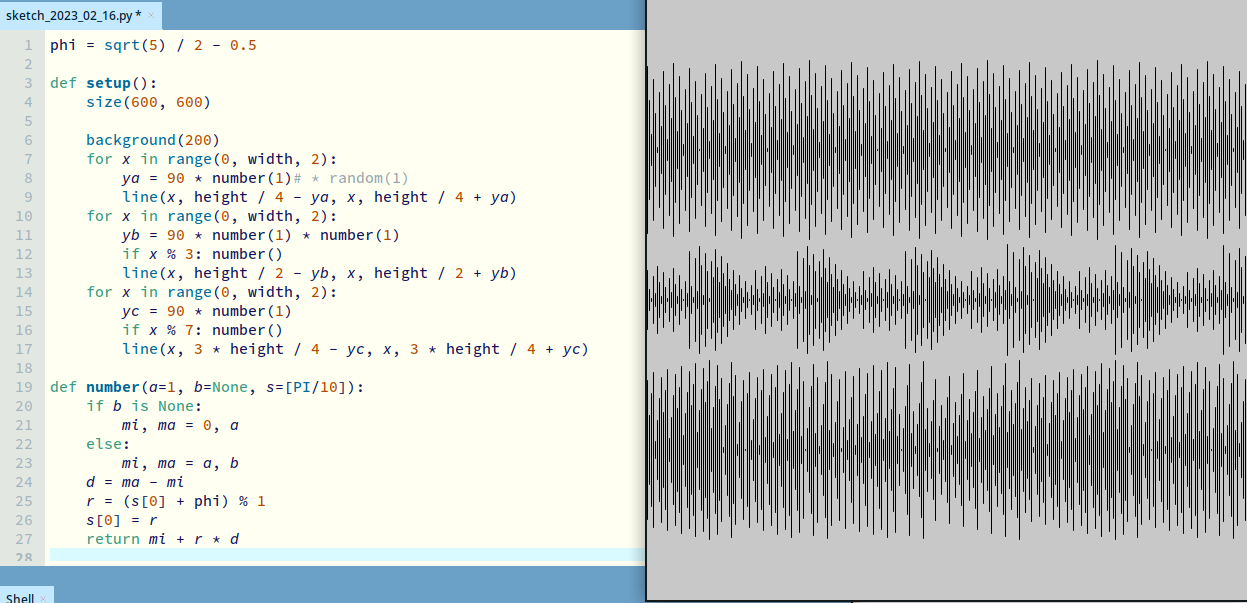 sketch_2023_02_16.py * ×
1 phi = sqrt(5) / 2 - 0.5
2
3 def setup():
4     size(600, 600)
5
6     background(200)
7     for x in range(0, width, 2):
8         ya = 90 * number(1)# * random(1)
9         line(x, height / 4 - ya, x, height / 4 + ya)
10     for x in range(0, width, 2):
11         yb = 90 * number(1) * number(1)
12         if x % 3: number()
13         line(x, height / 2 - yb, x, height / 2 + yb)
14     for x in range(0, width, 2):
15         yc = 90 * number(1)
16         if x % 7: number()
17         line(x, 3 * height / 4 - yc, x, 3 * height / 4 + yc)
18
19 def number(a=1, b=None, s=[PI/10]):
20     if b is None:
21         mi, ma = 0, a
22     else:
23         mi, ma = a, b
24     d = ma - mi
25     r = (s[0] + phi) % 1
26     s[0] = r
27     return mi + r * d
28
Shell ×